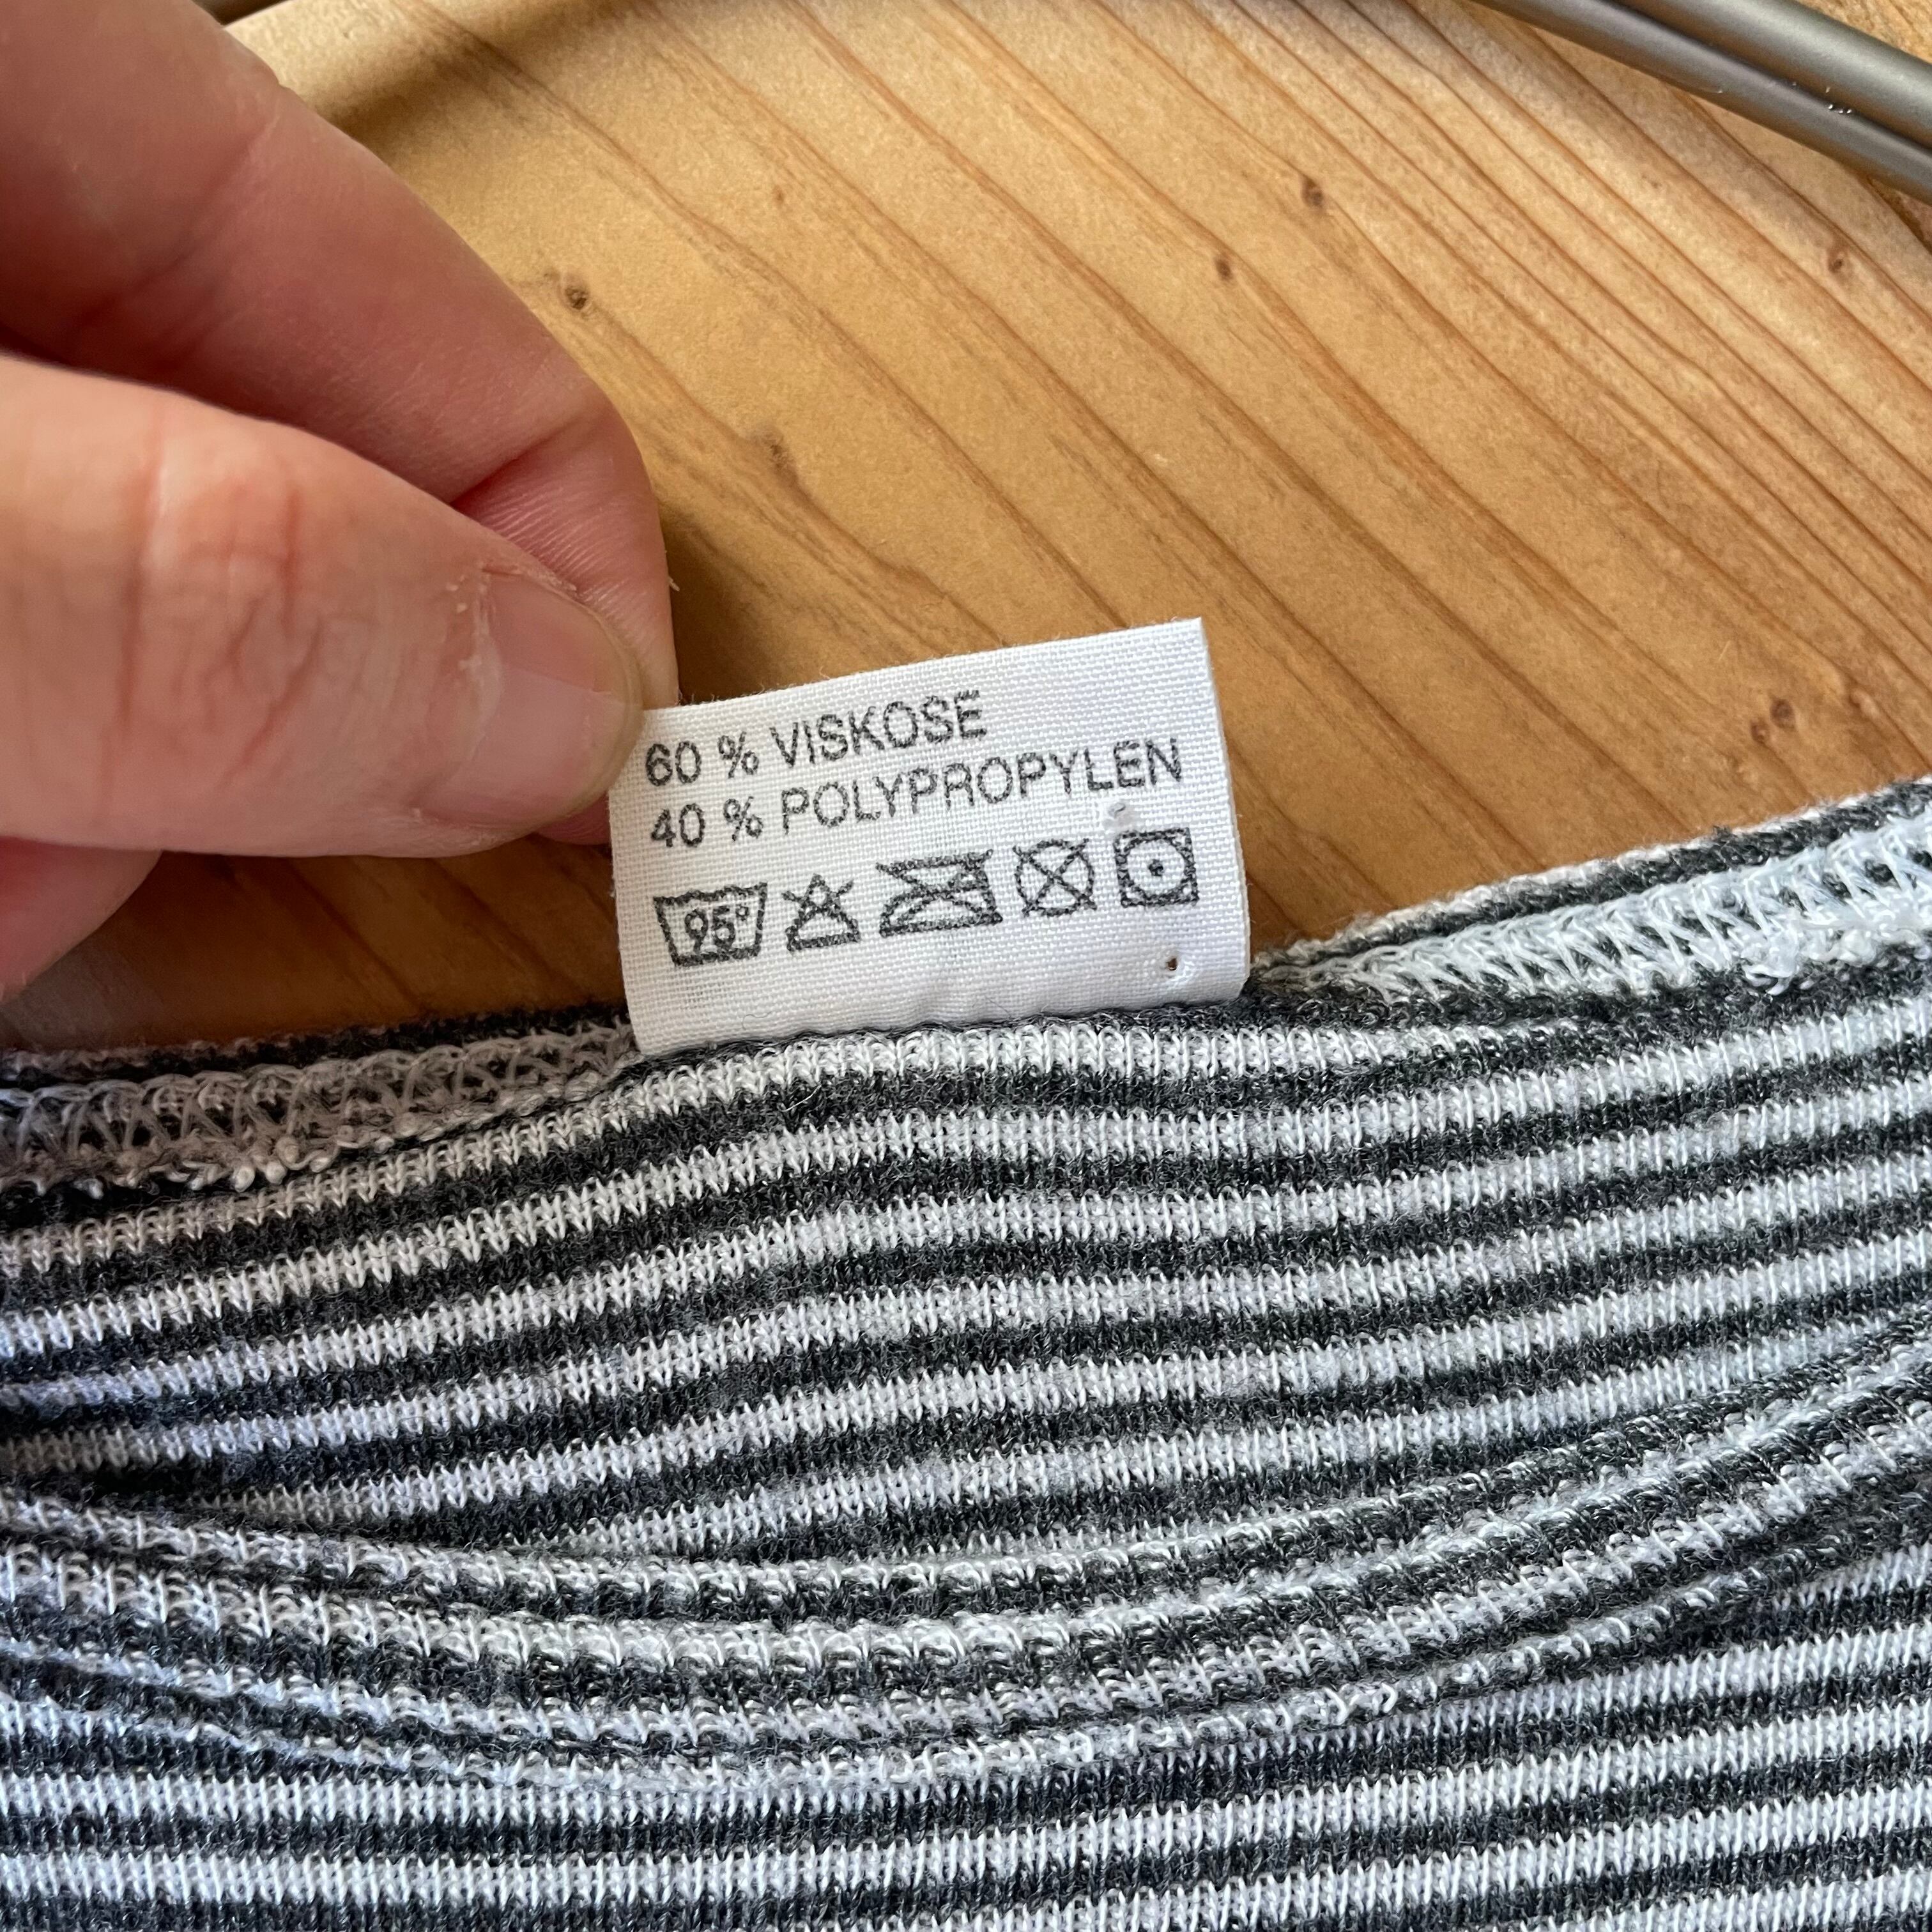 60 % VISKOSE
40 % POLYPROPYLEN
95°